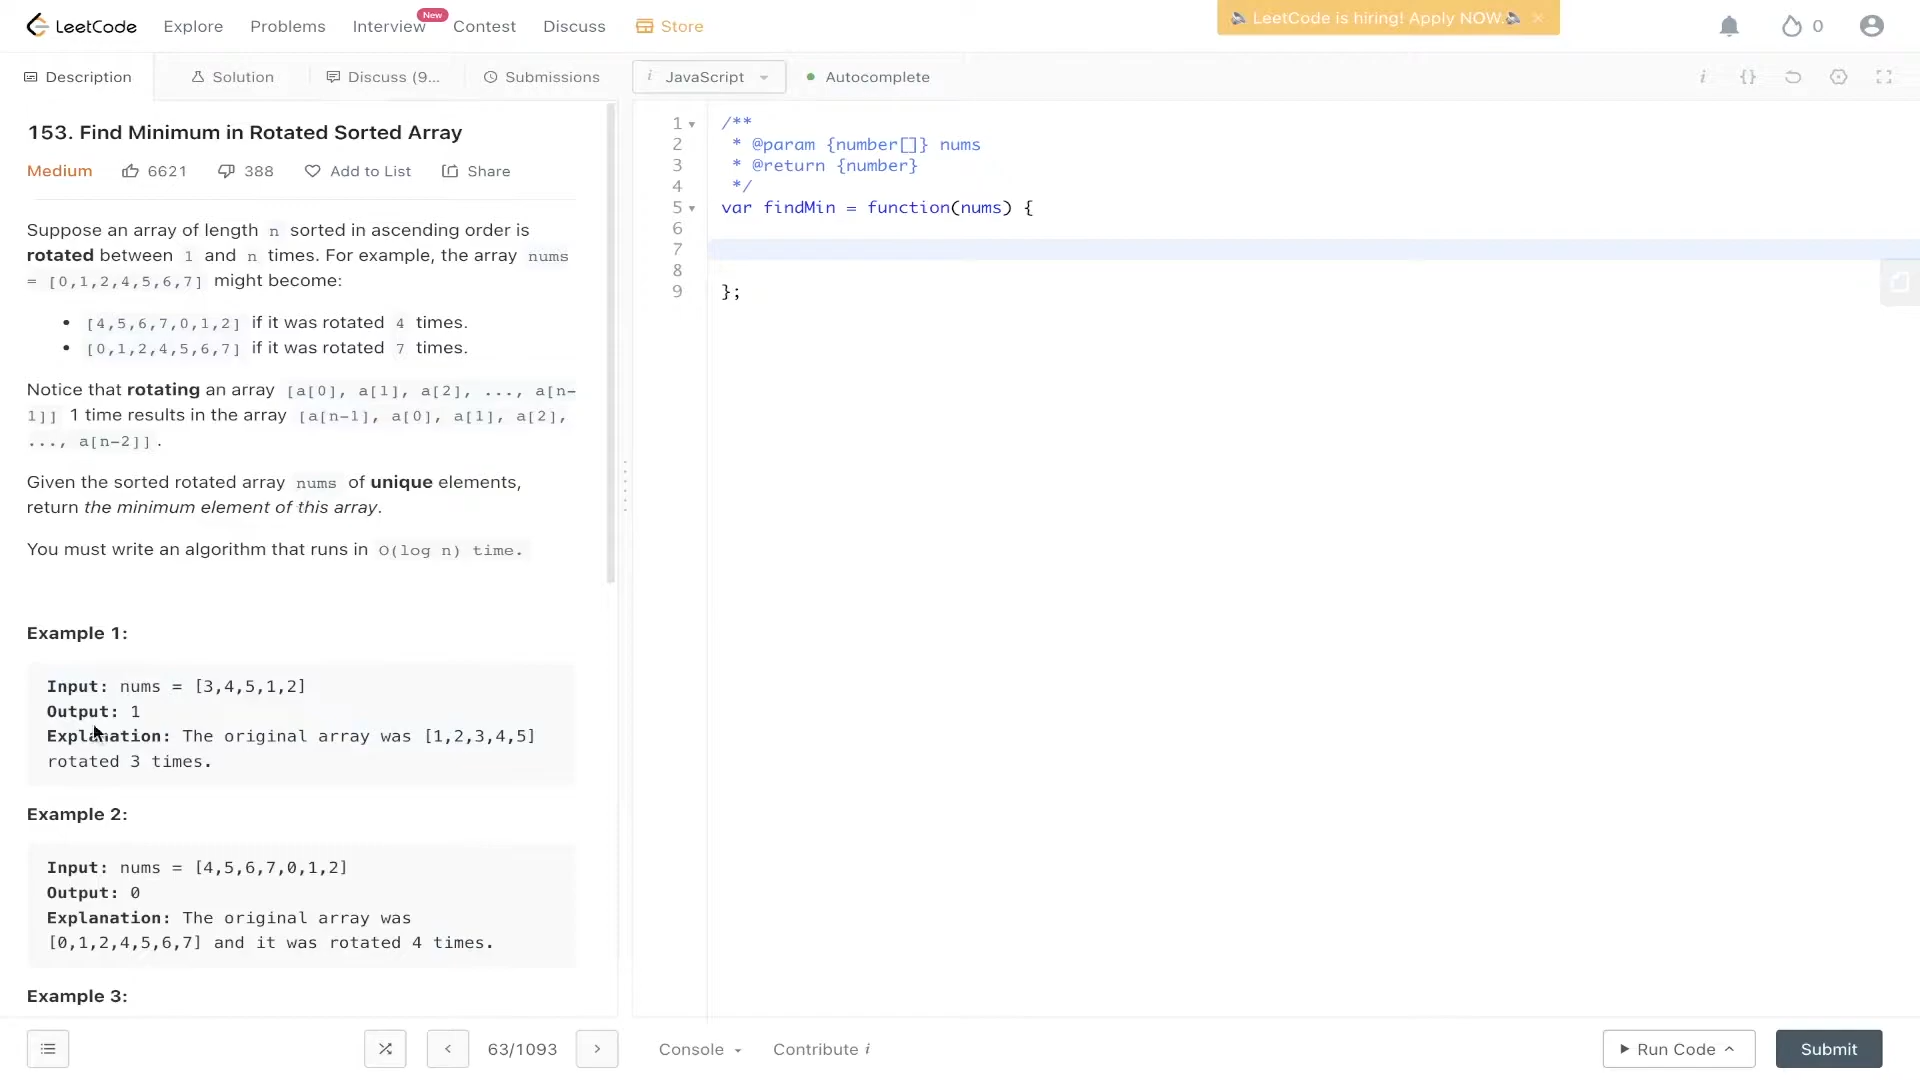 LeetCode Explore Problems Interview New Contest Discuss Store LeetCode is hiring! Apply NOW. × 0
Description Solution Discuss (9... Submissions i JavaScript Autocomplete i {}
153. Find Minimum in Rotated Sorted Array
Medium 6621 388 Add to List Share
Suppose an array of length n sorted in ascending order is
rotated between 1 and n times. For example, the array nums
= [0,1,2,4,5,6,7] might become:
• [4,5,6,7,0,1,2] if it was rotated 4 times.
• [0,1,2,4,5,6,7] if it was rotated 7 times.
Notice that rotating an array [a[0], a[1], a[2], ..., a[n-
1]] 1 time results in the array [a[n-1], a[0], a[1], a[2],
..., a[n-2]].
Given the sorted rotated array nums of unique elements,
return the minimum element of this array.
You must write an algorithm that runs in O(log n) time.
Example 1:
Input: nums = [3,4,5,1,2]
Output: 1
Explanation: The original array was [1,2,3,4,5]
rotated 3 times.
Example 2:
Input: nums = [4,5,6,7,0,1,2]
Output: 0
Explanation: The original array was
[0,1,2,4,5,6,7] and it was rotated 4 times.
Example 3:
1 /**
2 * @param {number[]} nums
3 * @return {number}
4 */
5 var findMin = function(nums) {
6
7
8
9 };
< 63/1093 > Console Contribute i Run Code Submit